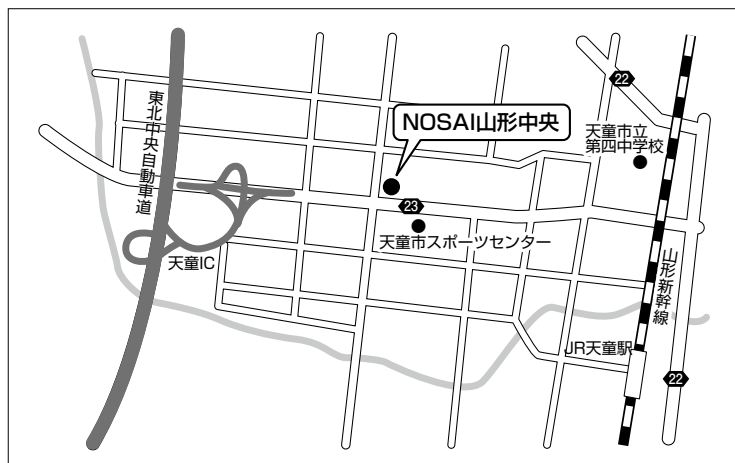 22
東北中央自動車道
NOSAI山形中央
天童市立
第四中学校
23
天童市スポーツセンター
天童IC
山形新幹線
JR天童駅
22